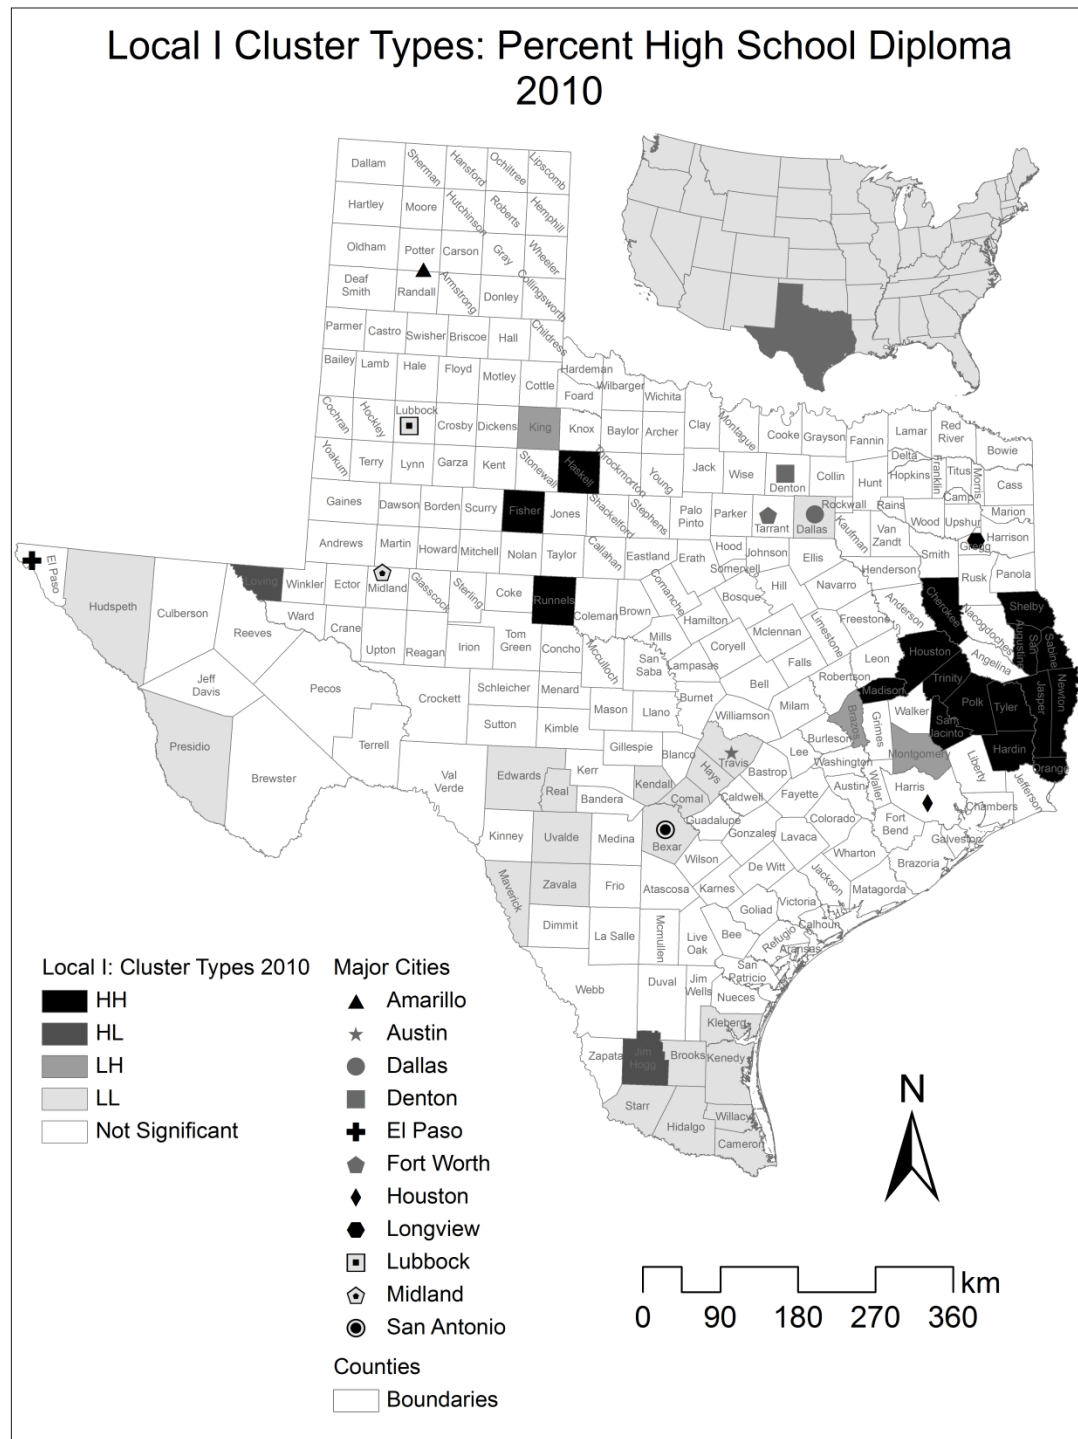 Local I Cluster Types: Percent High School Diploma
2010
Dallam Sherman Hansford Ochiltree Lipscomb
Hartley Moore Hutchinson Roberts Hemphill
Oldham Potter Carson Gray Wheeler
Deaf
Smith Randall Armstrong Donley Collingsworth
Parmer Castro Swisher Briscoe Hall Childress
Bailey Lamb Hale Floyd Motley Cottle Hardeman
Foard Wilbarger Wichita
Cochran Hockley Lubbock Crosby Dickens King Knox Baylor Archer Clay Montague Cooke Grayson Fannin Lamar Red
River Bowie
Yoakum Terry Lynn Garza Kent Stonewall Haskell Throckmorton Young Jack Wise Denton Collin Hunt Delta Hopkins Franklin Titus Morris Cass
Camp Marion
Gaines Dawson Borden Scurry Fisher Jones Shackelford Stephens Palo
Pinto Parker Tarrant Dallas Rockwall Kaufman Rains Van
Zandt Wood Upshur Gregg Harrison
Andrews Martin Howard Mitchell Nolan Taylor Callahan Eastland Erath Hood
Somervell Johnson Ellis Henderson Smith Rusk Panola
El Paso Hudspeth Culberson Loving Winkler Ector Midland Glasscock Sterling Coke Runnels Coleman Brown Comanche Bosque Hill Navarro Anderson Cherokee Nacogdoches Shelby
Reeves Ward Crane Upton Reagan Irion Tom
Green Concho Mcculloch Mills Hamilton Mclennan Limestone Freestone Houston Angelina San
Augustine Sabine
San
Saba Lampasas Coryell Falls Robertson Leon Madison Trinity Polk Tyler Jasper Newton
Jeff
Davis Pecos Crockett Schleicher Menard Mason Llano Burnet Bell Milam Brazos Grimes Walker San
Jacinto Hardin Orange
Presidio Brewster Terrell Sutton Kimble Gillespie Blanco Williamson Travis Burleson Lee Washington Montgomery Liberty Jefferson
Val
Verde Edwards Real Kerr Kendall Hays Bastrop Austin Waller Harris Chambers
Bandera Comal Caldwell Fayette Colorado Fort
Bend Galveston
Kinney Uvalde Medina Bexar Guadalupe Gonzales Lavaca Wharton Brazoria
Maverick Zavala Frio Atascosa Wilson Karnes De Witt Jackson Matagorda
Dimmit La Salle Mcmullen Live
Oak Bee Goliad Victoria Calhoun
Refugio Aransas
Webb Duval Jim
Wells San
Patricio Nueces
Kleberg
Zapata Jim
Hogg Brooks Kenedy
Starr Hidalgo Willacy
Cameron
Local I: Cluster Types 2010
HH
HL
LH
LL
Not Significant
Major Cities
Amarillo
Austin
Dallas
Denton
El Paso
Fort Worth
Houston
Longview
Lubbock
Midland
San Antonio
Counties
Boundaries
N
km
0 90 180 270 360